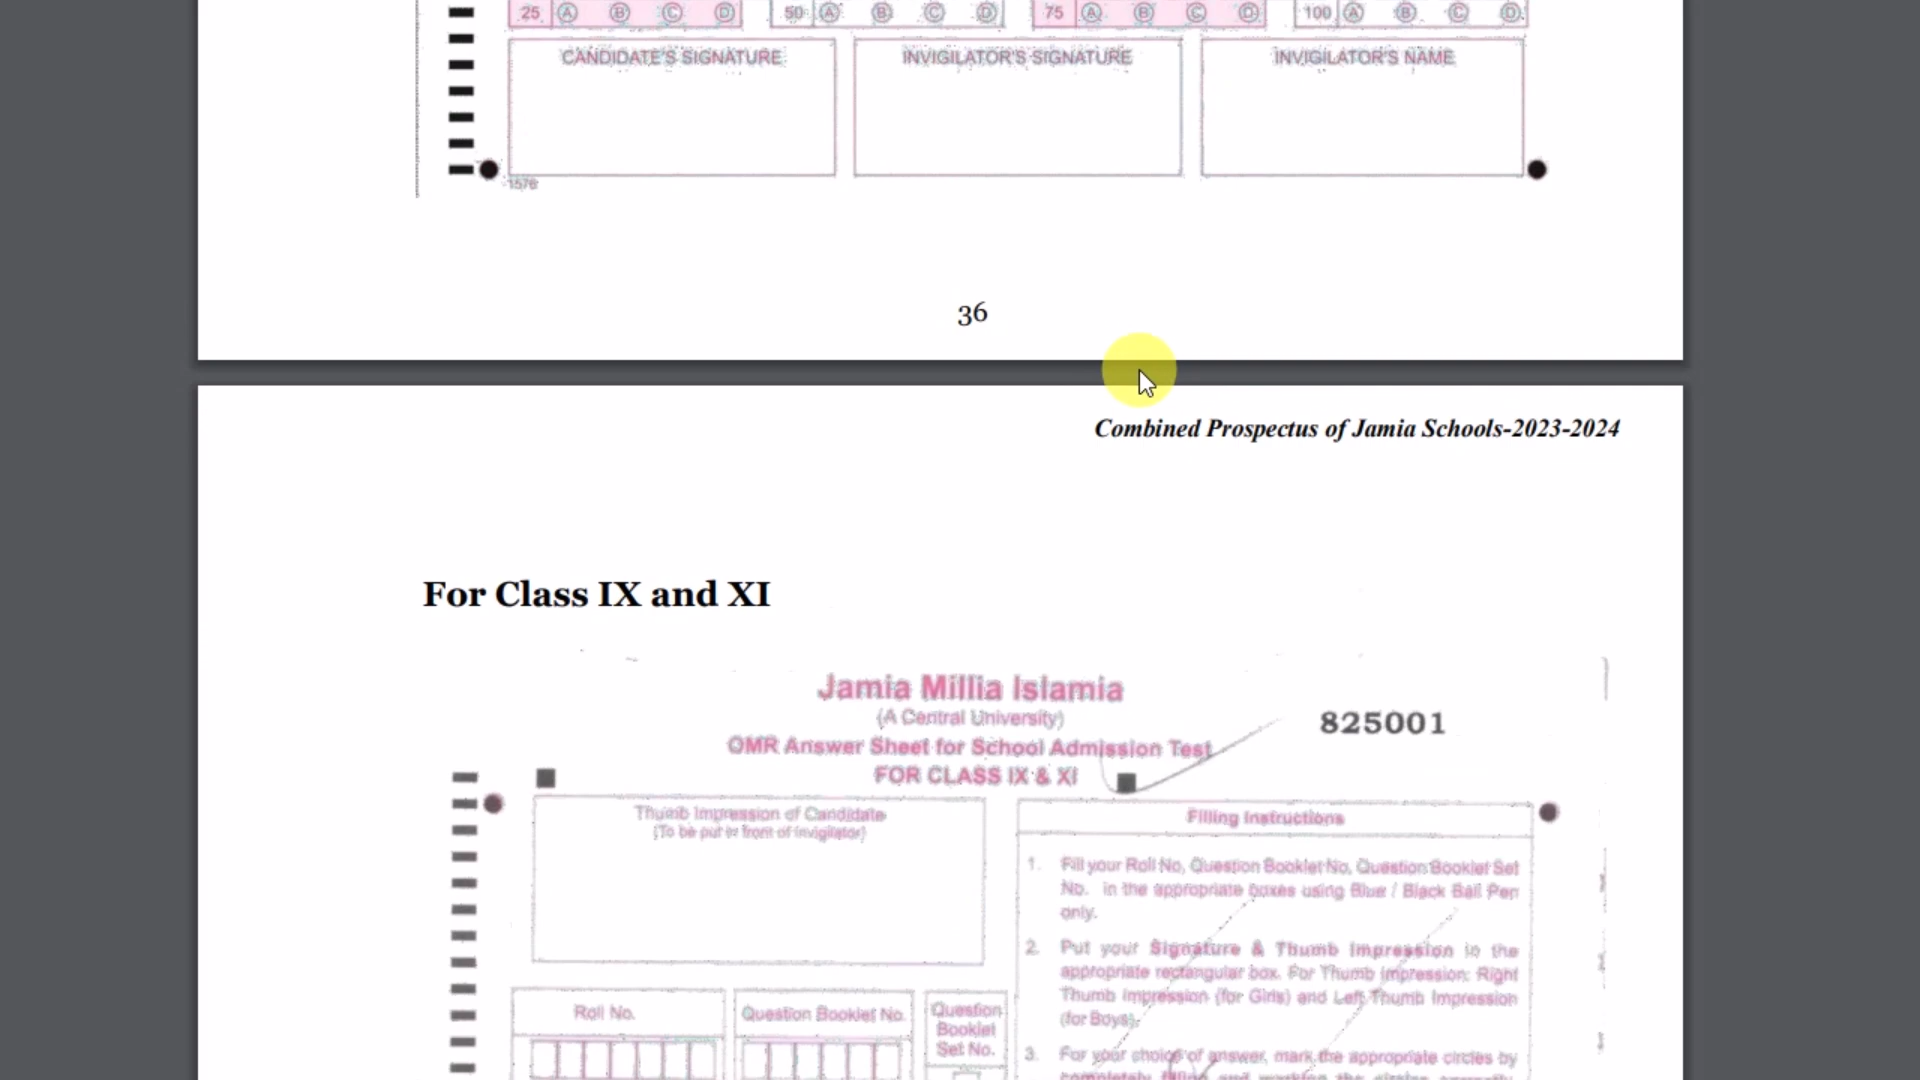 25 A B C D 50 A B C D 75 A B C D 100 A B C D
CANDIDATE'S SIGNATURE INVIGILATOR'S SIGNATURE INVIGILATOR'S NAME
1576
36
Combined Prospectus of Jamia Schools-2023-2024
For Class IX and XI
Jamia Millia Islamia
(A Central University)
825001
OMR Answer Sheet for School Admission Test
FOR CLASS IX & XI
Thumb Impression of Candidate
(To be put in front of Invigilator)
Filling Instructions
1. Fill your Roll No, Question Booklet No, Question Booklet Set
No. in the appropriate boxes using Blue / Black Ball Pen
only.
2. Put your Signature & Thumb Impression in the
appropriate rectangular box. For Thumb Impression: Right
Thumb Impression (for Girls) and Left Thumb Impression
(for Boys).
Roll No.
Question Booklet No.
Question
Booklet
Set No.
3. For your choice of answer, mark the appropriate circles by